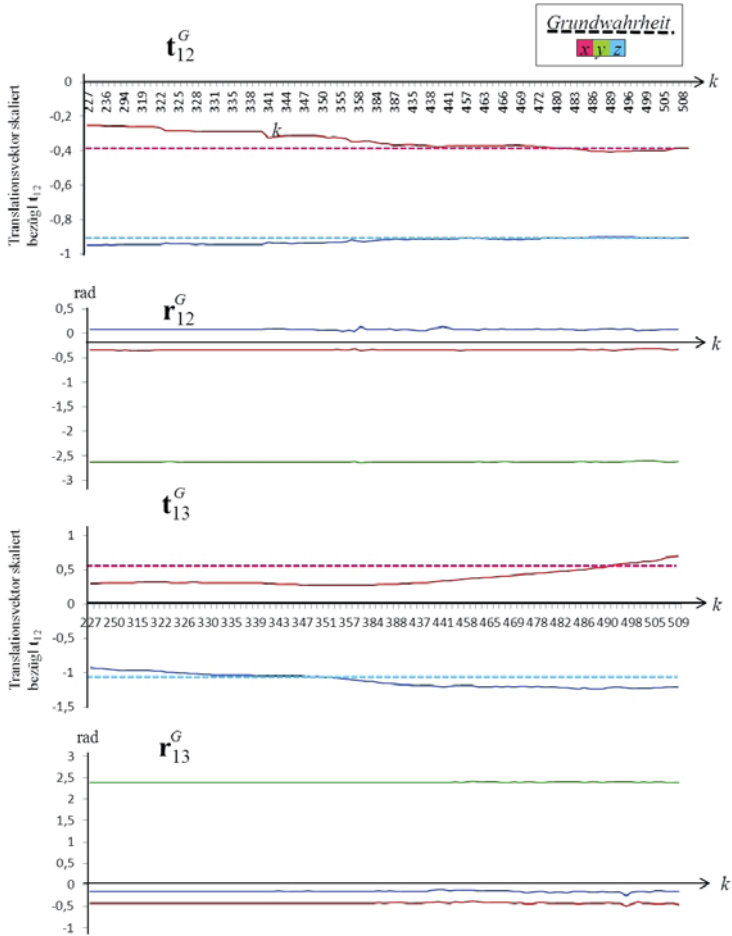 Grundwahrheit
x y z
t₁₂ᴳ
k
0
-0,2
-0,4
-0,6
-0,8
-1
Translationsvektor skaliert
bezügl t₁₂
227 236 294 319 322 325 328 331 335 338 341 344 347 350 355 358 384 387 435 438 441 457 463 466 469 472 480 483 486 489 496 499 505 508
k
rad
r₁₂ᴳ
0,5
0
-0,5
-1
-1,5
-2
-2,5
-3
k
t₁₃ᴳ
1
0,5
0
-0,5
-1
-1,5
Translationsvektor skaliert
bezügl t₁₂
k
227 250 315 322 326 330 335 339 343 347 351 357 384 388 437 441 458 465 469 478 482 486 490 498 505 509
rad
r₁₃ᴳ
3
2,5
2
1,5
1
0,5
0
-0,5
-1
k